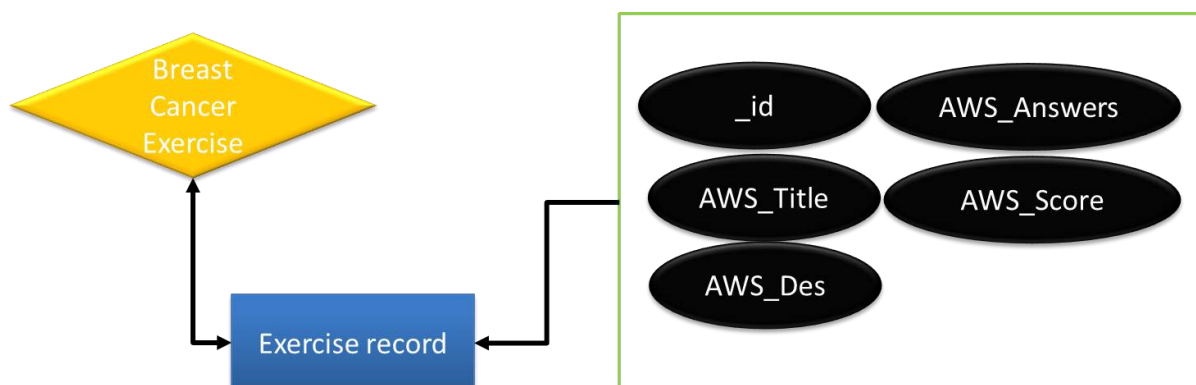 Breast
Cancer
Exercise
_id
AWS_Answers
AWS_Title
AWS_Score
AWS_Des
Exercise record